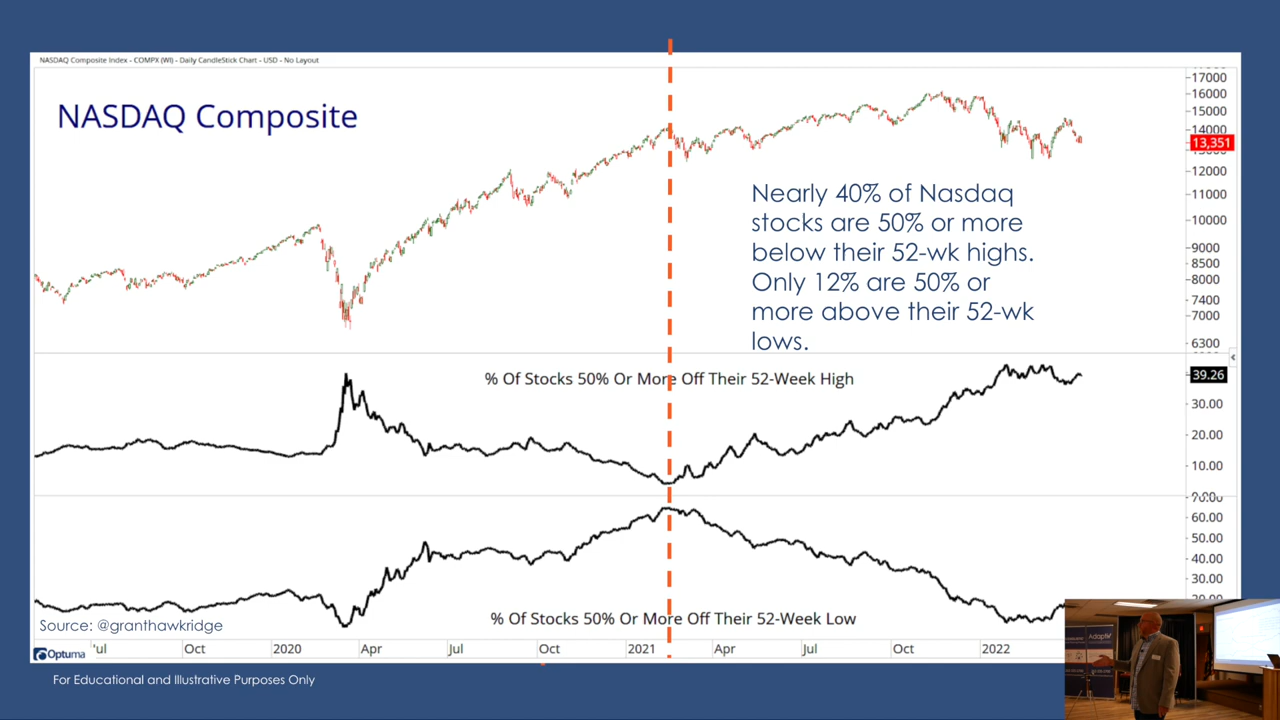 NASDAQ Composite Index - COMPX (WI) - Daily CandleStick Chart - USD - No Layout
NASDAQ Composite
17000
16000
15000
14000
13,351
12000
11000
10000
9000
8500
8000
7400
7000
6300
Nearly 40% of Nasdaq
stocks are 50% or more
below their 52-wk highs.
Only 12% are 50% or
more above their 52-wk
lows.
% Of Stocks 50% Or More Off Their 52-Week High
39.26
30.00
20.00
10.00
70.00
60.00
50.00
40.00
30.00
20.00
% Of Stocks 50% Or More Off Their 52-Week Low
Source: @granthawkridge
Optuma
'ul Oct 2020 Apr Jul Oct 2021 Apr Jul Oct 2022
For Educational and Illustrative Purposes Only